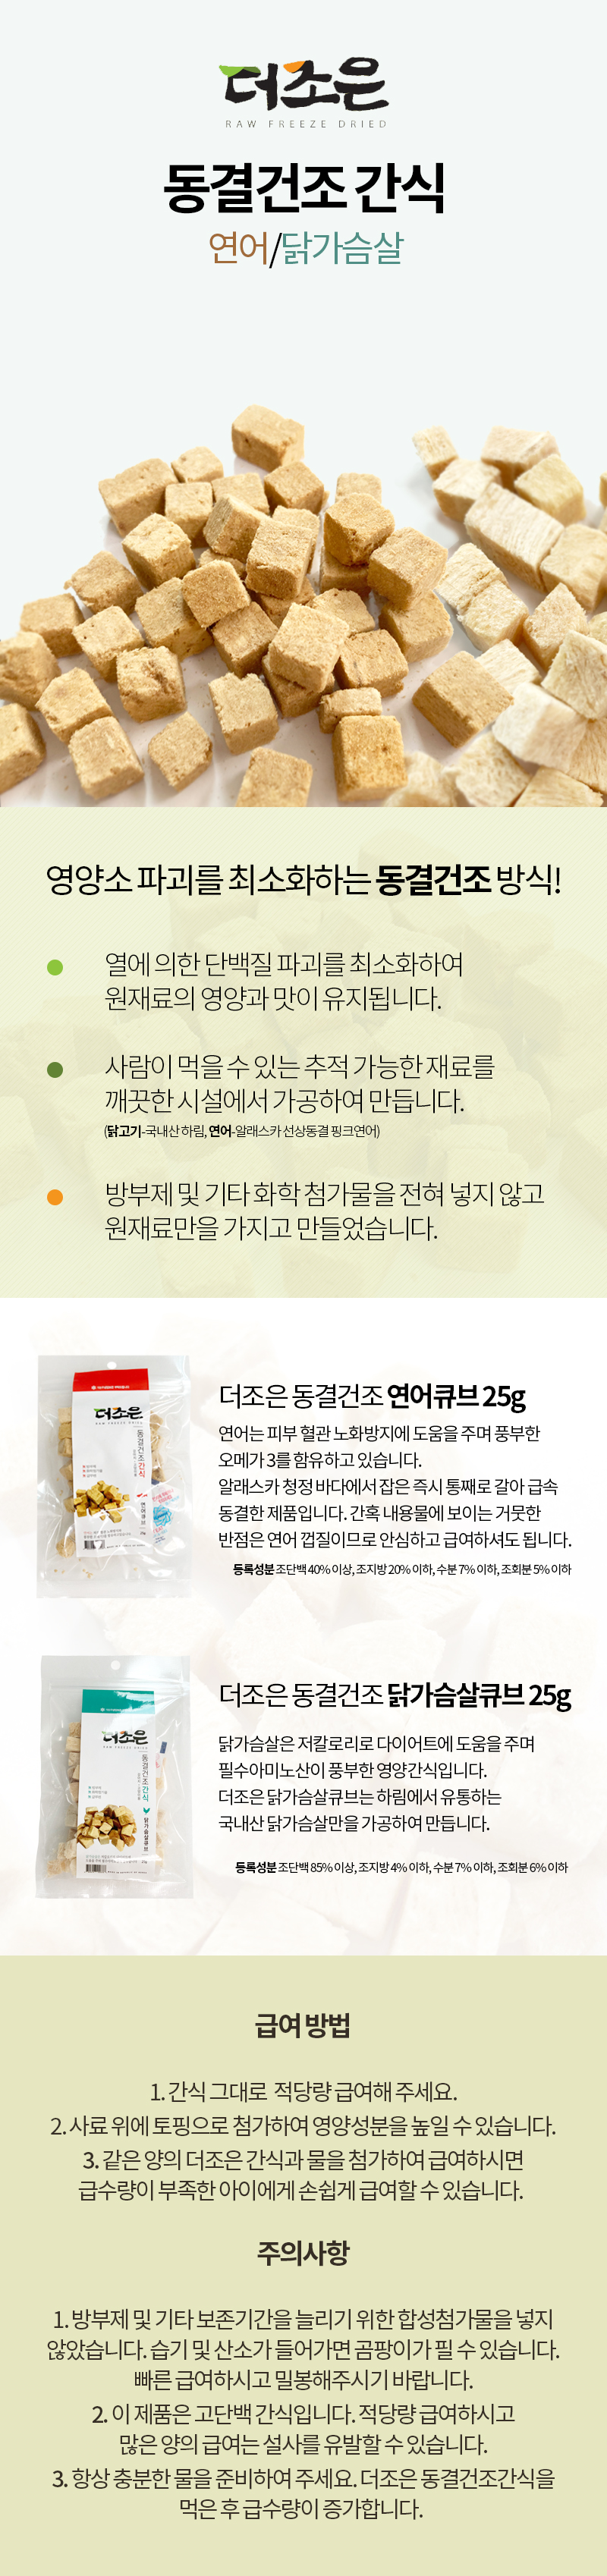 더조은
RAW FREEZE DRIED
동결건조 간식
연어/닭가슴살
영양소 파괴를 최소화하는 동결건조 방식!
열에 의한 단백질 파괴를 최소화하여
원재료의 영양과 맛이 유지됩니다.
사람이 먹을 수 있는 추적 가능한 재료를
깨끗한 시설에서 가공하여 만듭니다.
(닭고기-국내산 하림, 연어-알래스카 선상동결 핑크연어)
방부제 및 기타 화학 첨가물을 전혀 넣지 않고
원재료만을 가지고 만들었습니다.
더조은
동결건조간식
연어큐브
더조은 동결건조 연어큐브 25g
연어는 피부 혈관 노화방지에 도움을 주며 풍부한
오메가 3를 함유하고 있습니다.
알래스카 청정 바다에서 잡은 즉시 통째로 갈아 급속
동결한 제품입니다. 간혹 내용물에 보이는 거뭇한
반점은 연어 껍질이므로 안심하고 급여하셔도 됩니다.
등록성분 조단백 40% 이상, 조지방 20% 이하, 수분 7% 이하, 조회분 5% 이하
더조은
RAW FREEZE DRIED
동결건조간식
닭가슴살큐브
더조은 동결건조 닭가슴살큐브 25g
닭가슴살은 저칼로리로 다이어트에 도움을 주며
필수아미노산이 풍부한 영양간식입니다.
더조은 닭가슴살큐브는 하림에서 유통하는
국내산 닭가슴살만을 가공하여 만듭니다.
등록성분 조단백 85% 이상, 조지방 4% 이하, 수분 7% 이하, 조회분 6% 이하
급여 방법
1. 간식 그대로 적당량 급여해 주세요.
2. 사료 위에 토핑으로 첨가하여 영양성분을 높일 수 있습니다.
3. 같은 양의 더조은 간식과 물을 첨가하여 급여하시면
급수량이 부족한 아이에게 손쉽게 급여할 수 있습니다.
주의사항
1. 방부제 및 기타 보존기간을 늘리기 위한 합성첨가물을 넣지
않았습니다. 습기 및 산소가 들어가면 곰팡이가 필 수 있습니다.
빠른 급여하시고 밀봉해주시기 바랍니다.
2. 이 제품은 고단백 간식입니다. 적당량 급여하시고
많은 양의 급여는 설사를 유발할 수 있습니다.
3. 항상 충분한 물을 준비하여 주세요. 더조은 동결건조간식을
먹은 후 급수량이 증가합니다.